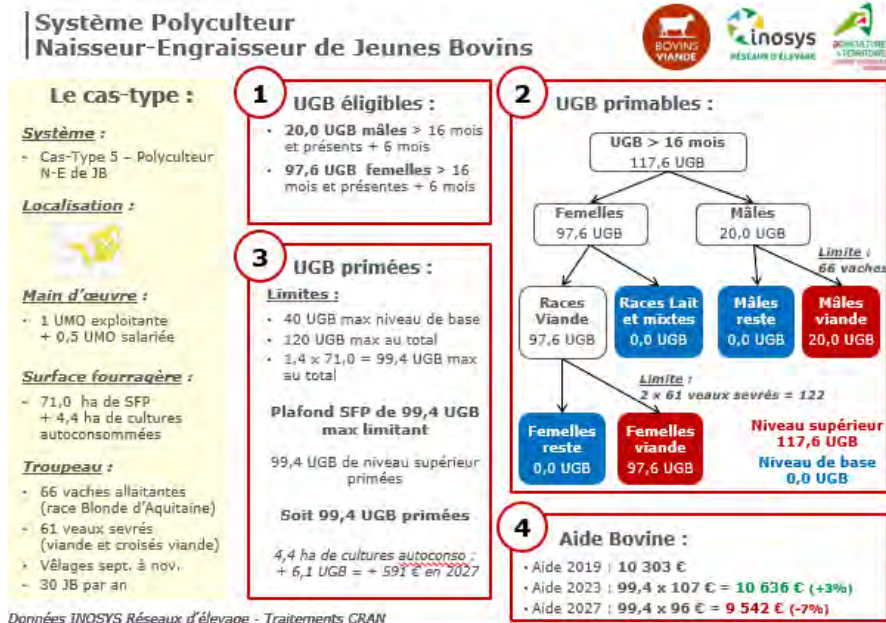 Système Polyculteur
Naisseur-Engraisseur de Jeunes Bovins
BOVINS
VIANDE
inosys
RÉSEAUX D'ÉLEVAGE
Le cas-type :
Système :
- Cas-Type 5 – Polyculteur
N-E de JB
Localisation :
Main d'œuvre :
- 1 UMO exploitante
+ 0,5 UMO salariée
Surface fourragère :
- 71,0 ha de SFP
+ 4,4 ha de cultures
autoconsommées
Troupeau :
- 66 vaches allaitantes
(race Blonde d'Aquitaine)
- 61 veaux sevrés
(viande et croisés viande)
- Vêlages sept. à nov.
- 30 JB par an
1
UGB éligibles :
• 20,0 UGB mâles > 16 mois
et présents + 6 mois
• 97,6 UGB femelles > 16
mois et présentes + 6 mois
3
UGB primées :
Limites :
• 40 UGB max niveau de base
• 120 UGB max au total
• 1,4 x 71,0 = 99,4 UGB max
au total
Plafond SFP de 99,4 UGB
max limitant
99,4 UGB de niveau supérieur
primées
Soit 99,4 UGB primées
4,4 ha de cultures autoconso :
+ 6,1 UGB = + 591 € en 2027
2
UGB primables :
UGB > 16 mois
117,6 UGB
Femelles
97,6 UGB
Mâles
20,0 UGB
Limite :
66 vaches
Races
Viande
97,6 UGB
Races Lait
et mixtes
0,0 UGB
Mâles
reste
0,0 UGB
Mâles
viande
20,0 UGB
Limite :
2 x 61 veaux sevrés = 122
Femelles
reste
0,0 UGB
Femelles
viande
97,6 UGB
Niveau supérieur
117,6 UGB
Niveau de base
0,0 UGB
4
Aide Bovine :
• Aide 2019 : 10 303 €
• Aide 2023 : 99,4 x 107 € = 10 636 € (+3%)
• Aide 2027 : 99,4 x 96 € = 9 542 € (-7%)
Données INOSYS Réseaux d'élevage - Traitements CRAN